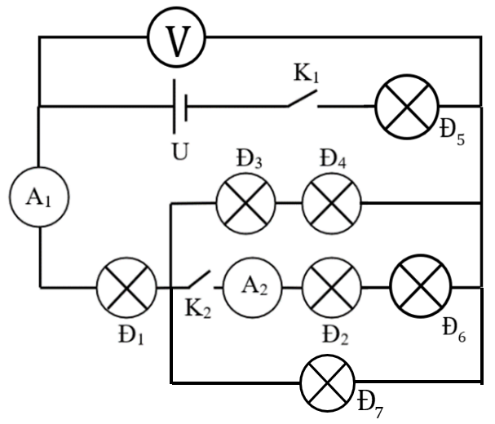 V
K₁
U
Đ₅
Đ₃ Đ₄
A₁
A₂
K₂
Đ₁ Đ₂ Đ₆
Đ₇